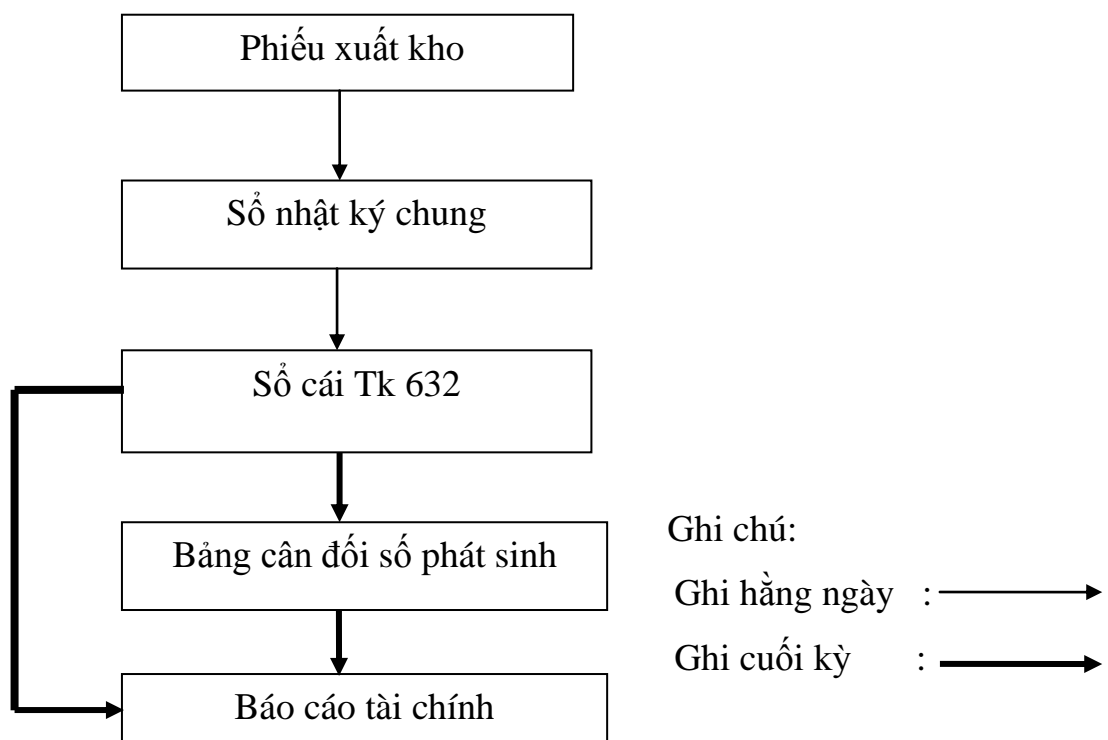 Phiếu xuất kho
Sổ nhật ký chung
Sổ cái Tk 632
Bảng cân đối số phát sinh
Báo cáo tài chính
Ghi chú:
Ghi hằng ngày :
Ghi cuối kỳ :